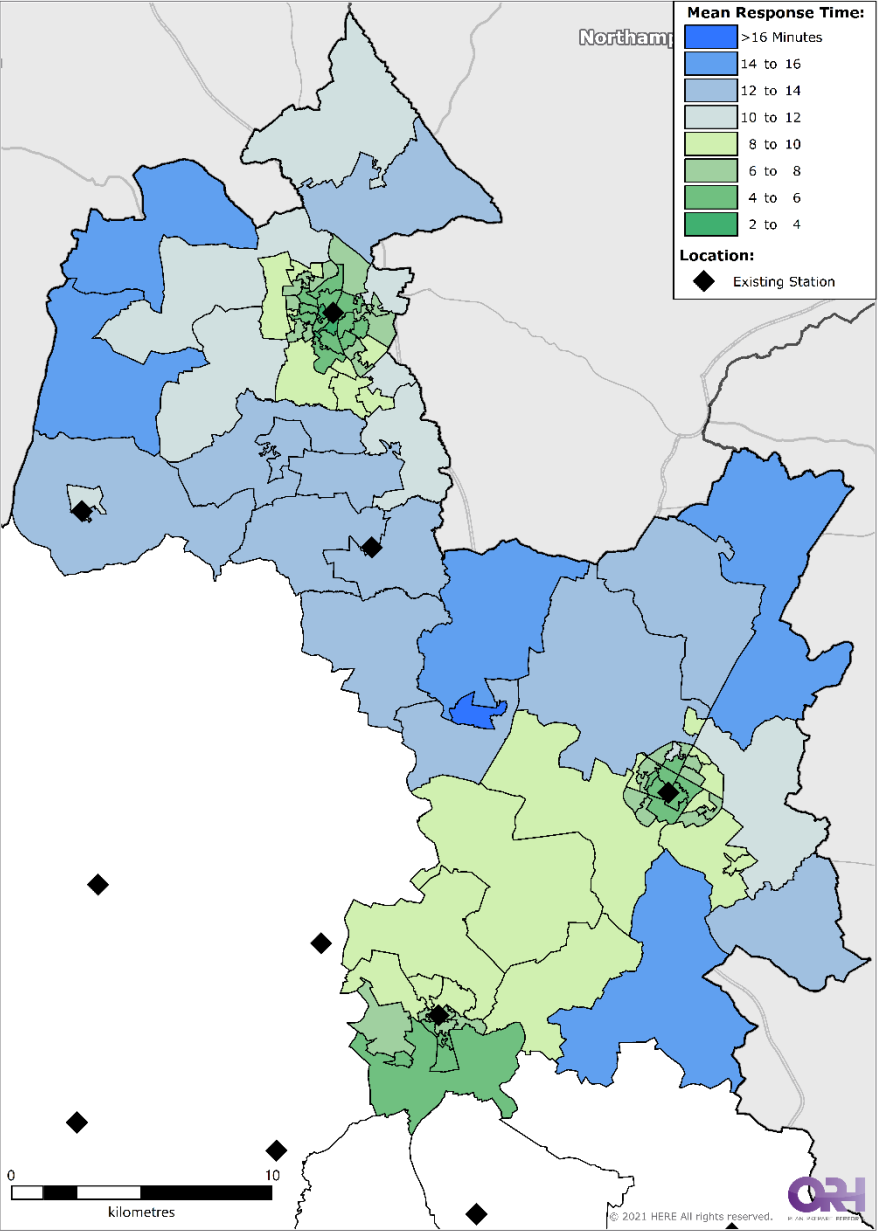 Mean Response Time:
>16 Minutes
14 to 16
12 to 14
10 to 12
8 to 10
6 to 8
4 to 6
2 to 4
Location:
Existing Station
Northamp
0
10
kilometres
© 2021 HERE All rights reserved.
ORH